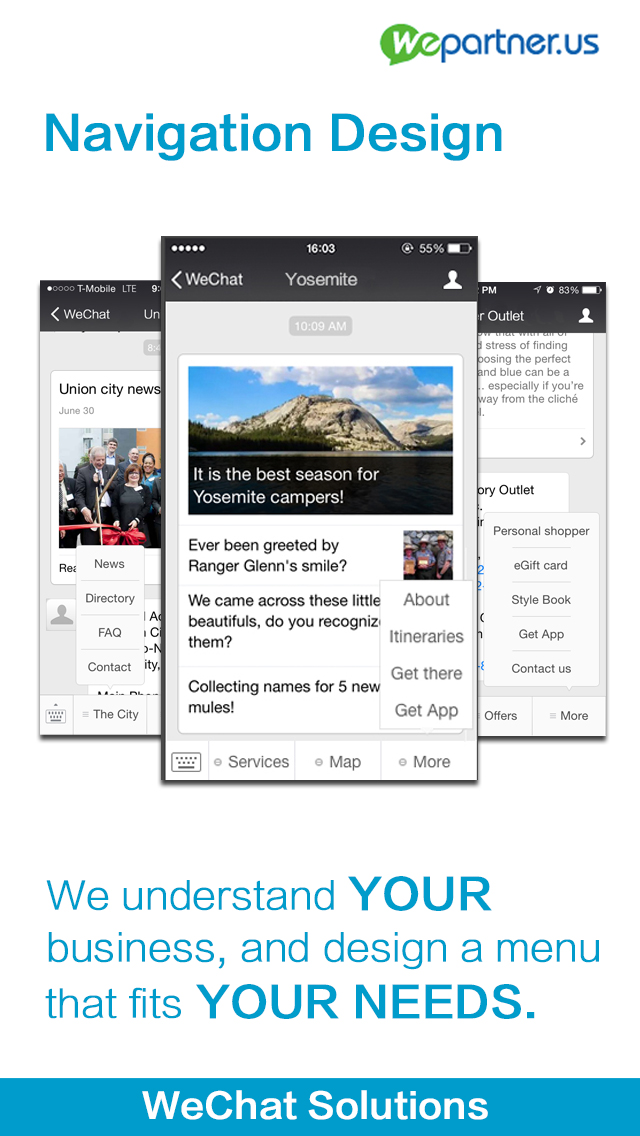 wepartner.us
Navigation Design
T-Mobile LTE 9:
WeChat Un
8:4
Union city news
June 30
Rea
News
Directory
FAQ
Contact
Main Phon
The City
16:03 55%
WeChat Yosemite
10:09 AM
It is the best season for
Yosemite campers!
Ever been greeted by
Ranger Glenn's smile?
We came across these little
beautifuls, do you recogniz
them?
Collecting names for 5 new
mules!
About
Itineraries
Get there
Get App
Services Map More
PM 83%
er Outlet
ow that with all of
d stress of finding
oosing the perfect
and blue can be a
... especially if you're
way from the cliché
ory Outlet
Personal shopper
eGift card
Style Book
Get App
Contact us
Offers More
We understand YOUR
business, and design a menu
that fits YOUR NEEDS.
WeChat Solutions